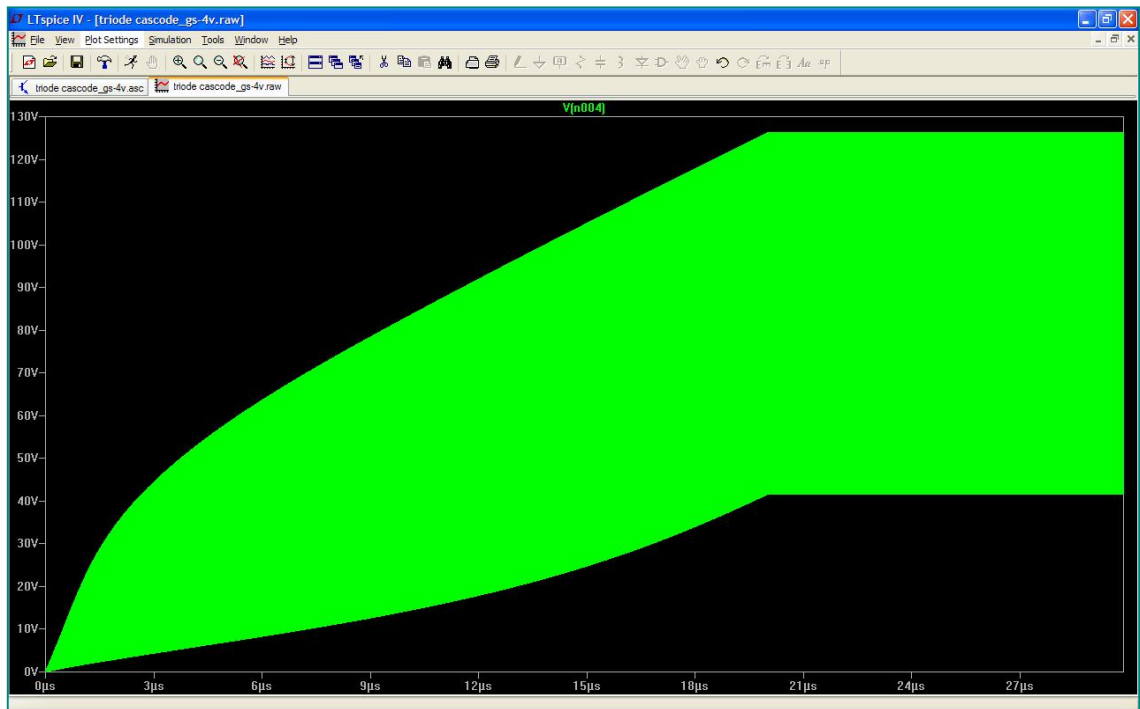 LTspice IV - [triode cascode_gs-4v.raw]
File View Plot Settings Simulation Tools Window Help
triode cascode_gs-4v.asc triode cascode_gs-4v.raw
V(n004)
130V
120V
110V
100V
90V
80V
70V
60V
50V
40V
30V
20V
10V
0V
0µs 3µs 6µs 9µs 12µs 15µs 18µs 21µs 24µs 27µs